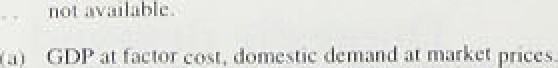 .. not available.
(a) GDP at factor cost, domestic demand at market prices.